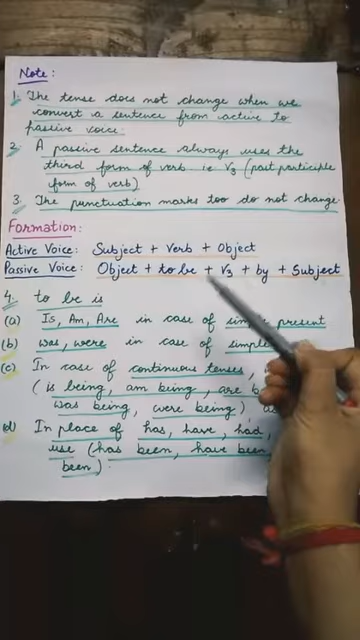 Note:
1. The tense does not change when we
convert a sentence from active to
passive voice.
2. A passive sentence always uses the
third form of verb i.e V3 (past participle
form of verb)
3. The punctuation marks too do not change
Formation:
Active Voice: Subject + Verb + Object
Passive Voice: Object + to be + V3 + by + Subject
4. to be is
(a) Is, Am, Are in case of simple present
(b) was, were in case of simple
(c) In case of continuous tenses,
(is being, am being, are
was being, were being)
(d) In place of has, have, had,
use (has been, have been,
been)